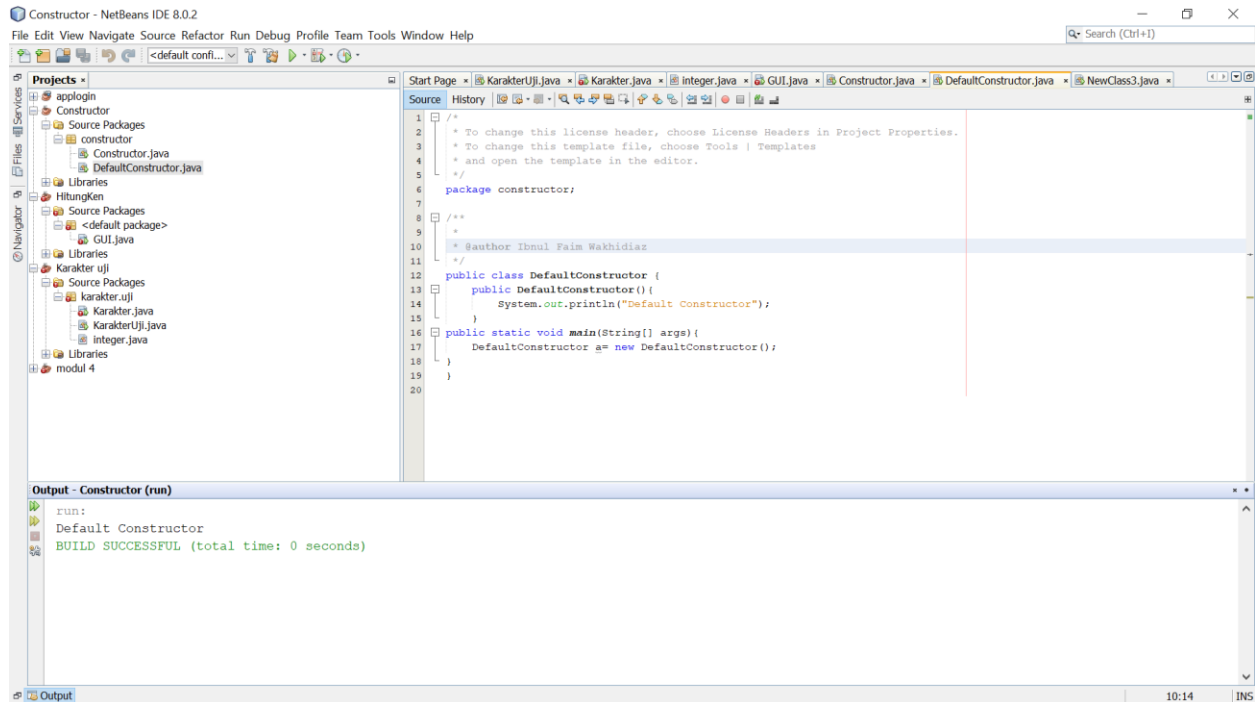 Constructor - NetBeans IDE 8.0.2
File Edit View Navigate Source Refactor Run Debug Profile Team Tools Window Help
Search (Ctrl+I)
<default confi...
Projects
Services
Files
Navigator
applogin
Constructor
Source Packages
constructor
Constructor.java
DefaultConstructor.java
Libraries
HitungKen
Source Packages
<default package>
GUI.java
Libraries
Karakter uji
Source Packages
karakter.uji
Karakter.java
KarakterUji.java
integer.java
Libraries
modul 4
Start Page KarakterUji.java Karakter.java integer.java GUI.java Constructor.java DefaultConstructor.java NewClass3.java
Source History
1 /*
2 * To change this license header, choose License Headers in Project Properties.
3 * To change this template file, choose Tools | Templates
4 * and open the template in the editor.
5 */
6 package constructor;
7
8 /**
9 *
10 * @author Ibnul Faim Wakhidiaz
11 */
12 public class DefaultConstructor {
13 public DefaultConstructor(){
14 System.out.println("Default Constructor");
15 }
16 public static void main(String[] args){
17 DefaultConstructor a= new DefaultConstructor();
18 }
19 }
20
Output - Constructor (run)
run:
Default Constructor
BUILD SUCCESSFUL (total time: 0 seconds)
Output
10:14 INS